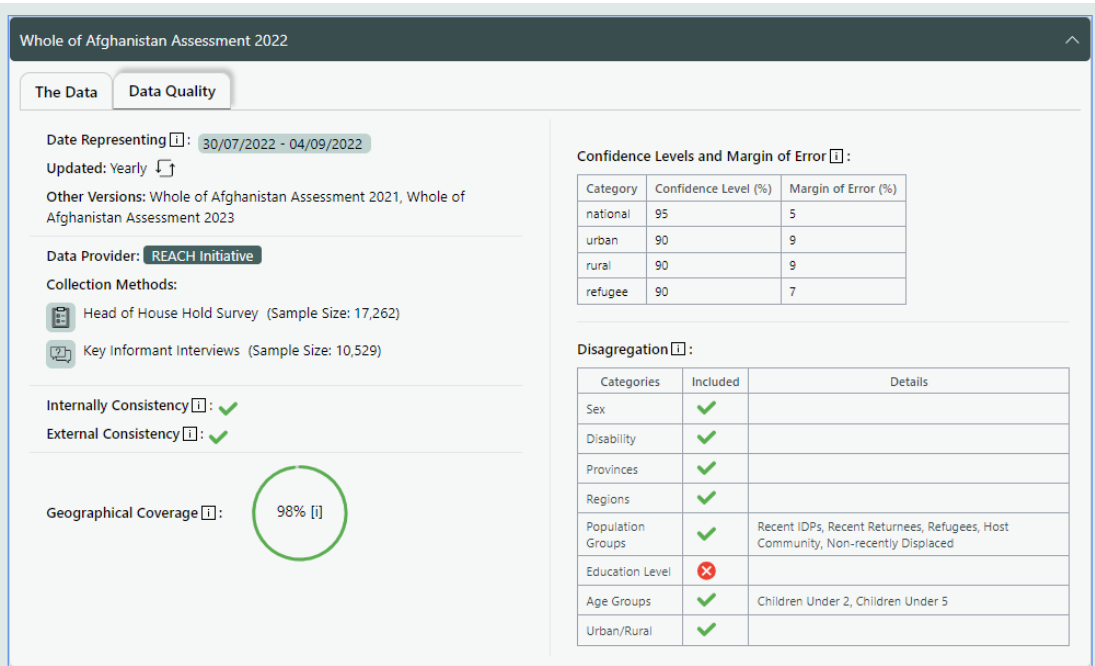 Whole of Afghanistan Assessment 2022
The Data
Data Quality
Date Representing [i] : 30/07/2022 - 04/09/2022
Updated: Yearly
Other Versions: Whole of Afghanistan Assessment 2021, Whole of
Afghanistan Assessment 2023
Data Provider: REACH Initiative
Collection Methods:
Head of House Hold Survey (Sample Size: 17,262)
Key Informant Interviews (Sample Size: 10,529)
Internally Consistency [i] :
External Consistency [i] :
Geographical Coverage [i] :
98% [i]
Confidence Levels and Margin of Error [i] :
Category Confidence Level (%) Margin of Error (%)
national 95 5
urban 90 9
rural 90 9
refugee 90 7
Disagregation [i] :
Categories Included Details
Sex
Disability
Provinces
Regions
Population
Groups
Recent IDPs, Recent Returnees, Refugees, Host
Community, Non-recently Displaced
Education Level
Age Groups Children Under 2, Children Under 5
Urban/Rural